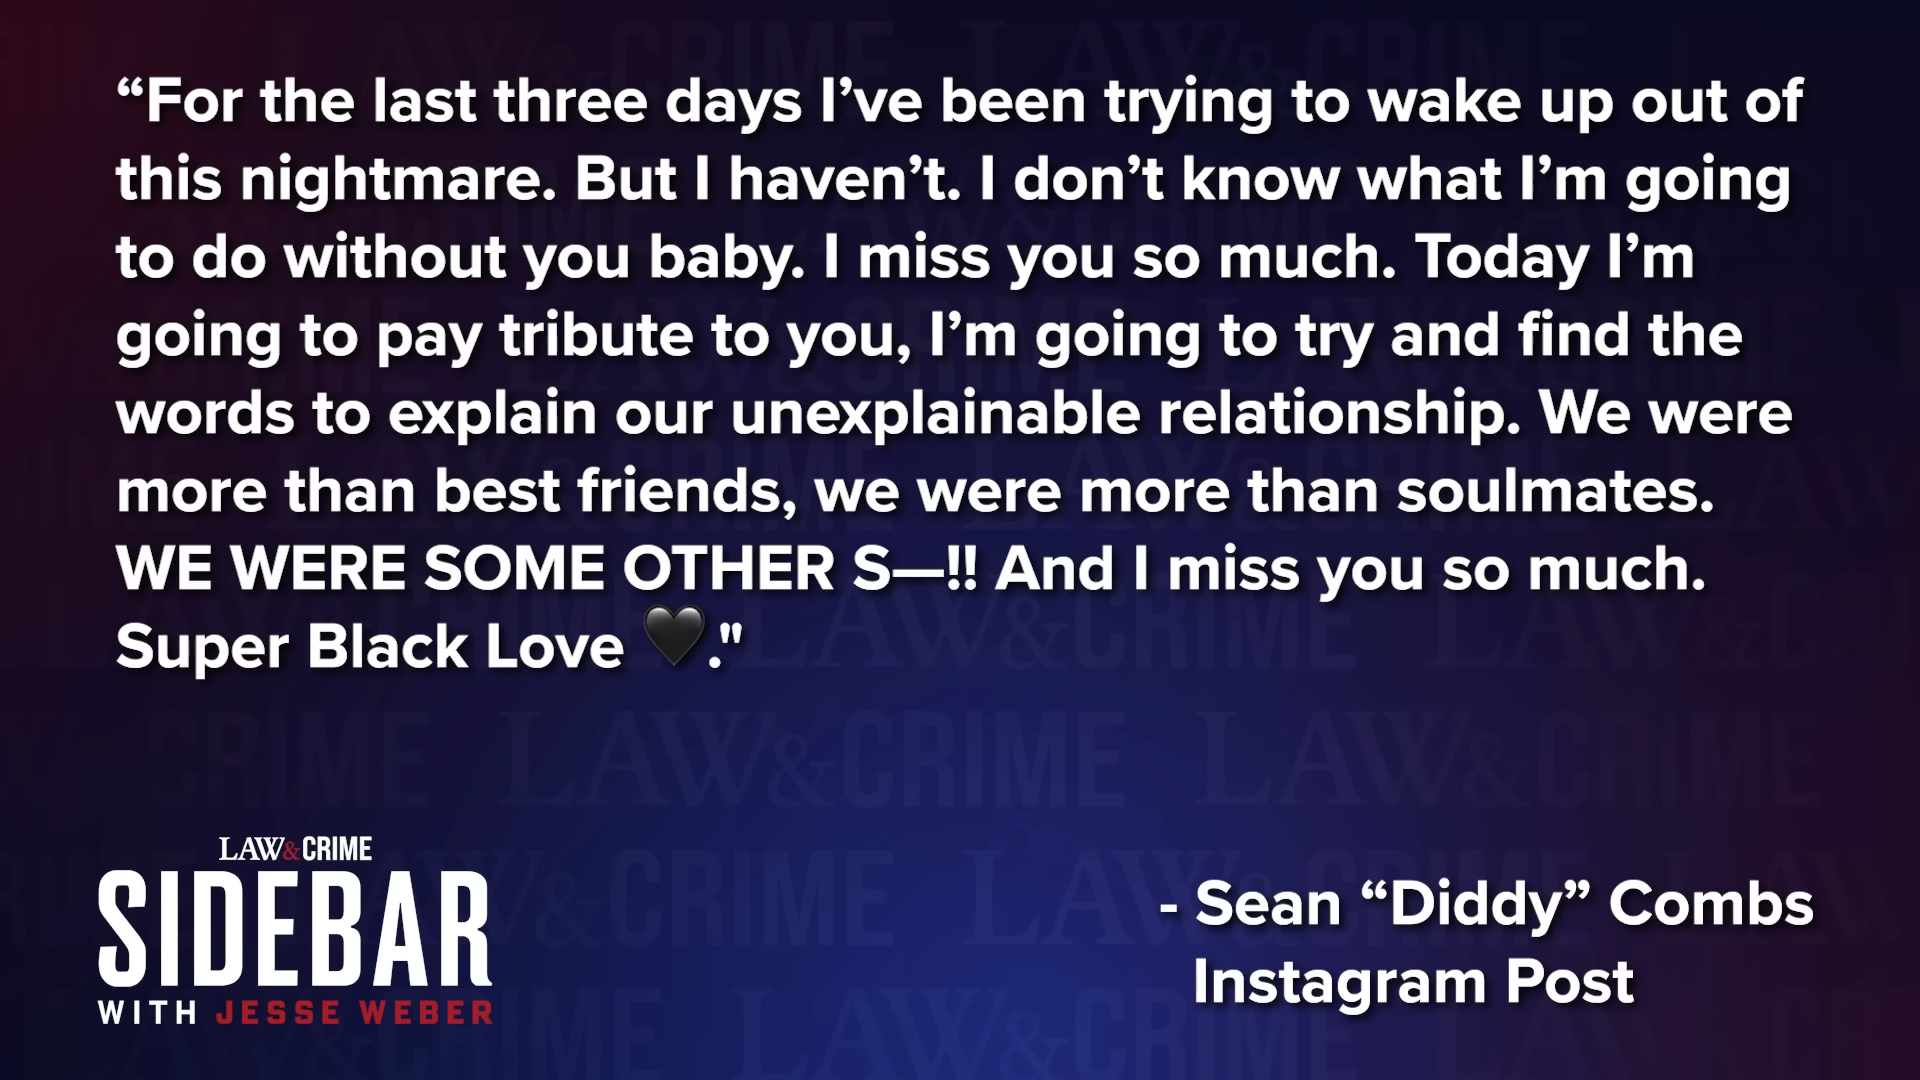 “For the last three days I’ve been trying to wake up out of
this nightmare. But I haven’t. I don’t know what I’m going
to do without you baby. I miss you so much. Today I’m
going to pay tribute to you, I’m going to try and find the
words to explain our unexplainable relationship. We were
more than best friends, we were more than soulmates.
WE WERE SOME OTHER S—!! And I miss you so much.
Super Black Love 🖤."
LAW&CRIME
SIDEBAR
WITH JESSE WEBER
- Sean “Diddy” Combs
Instagram Post